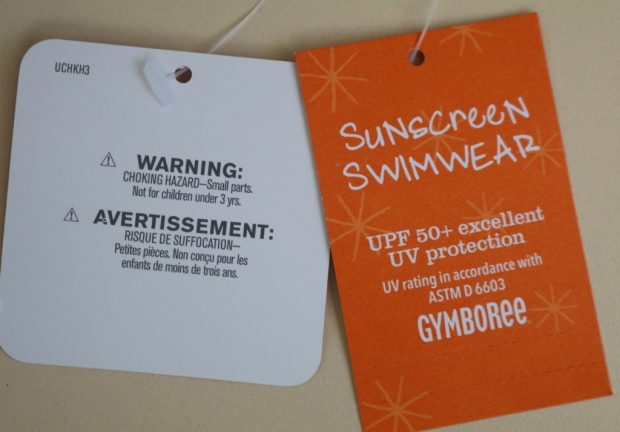 UCHKH3
⚠ WARNING:
CHOKING HAZARD—Small parts.
Not for children under 3 yrs.
⚠ AVERTISSEMENT:
RISQUE DE SUFFOCATION—
Petites pièces. Non conçu pour les
enfants de moins de trois ans.
SUNSCREEN
SWIMWEAR
UPF 50+ excellent
UV protection
UV rating in accordance with
ASTM D 6603
GYMBOREE